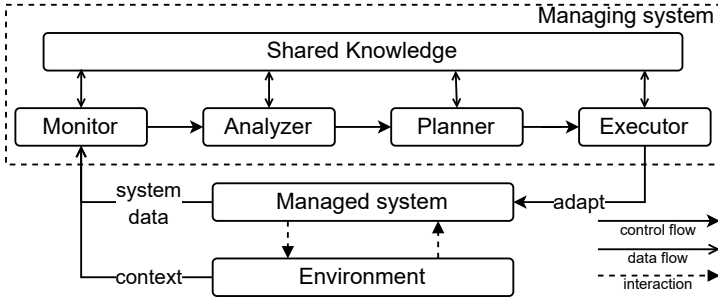 Managing system
Shared Knowledge
Monitor
Analyzer
Planner
Executor
system
data
Managed system
adapt
control flow
data flow
context
Environment
interaction